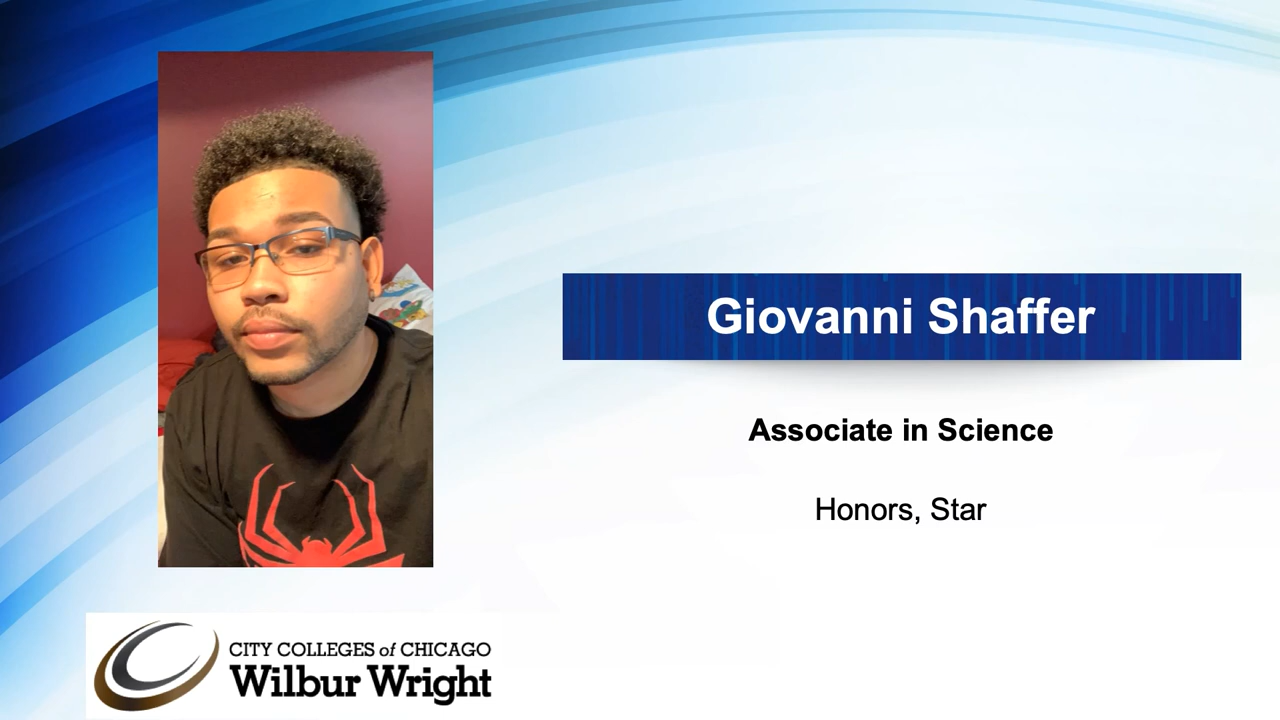 Giovanni Shaffer
Associate in Science
Honors, Star
CITY COLLEGES of CHICAGO
Wilbur Wright